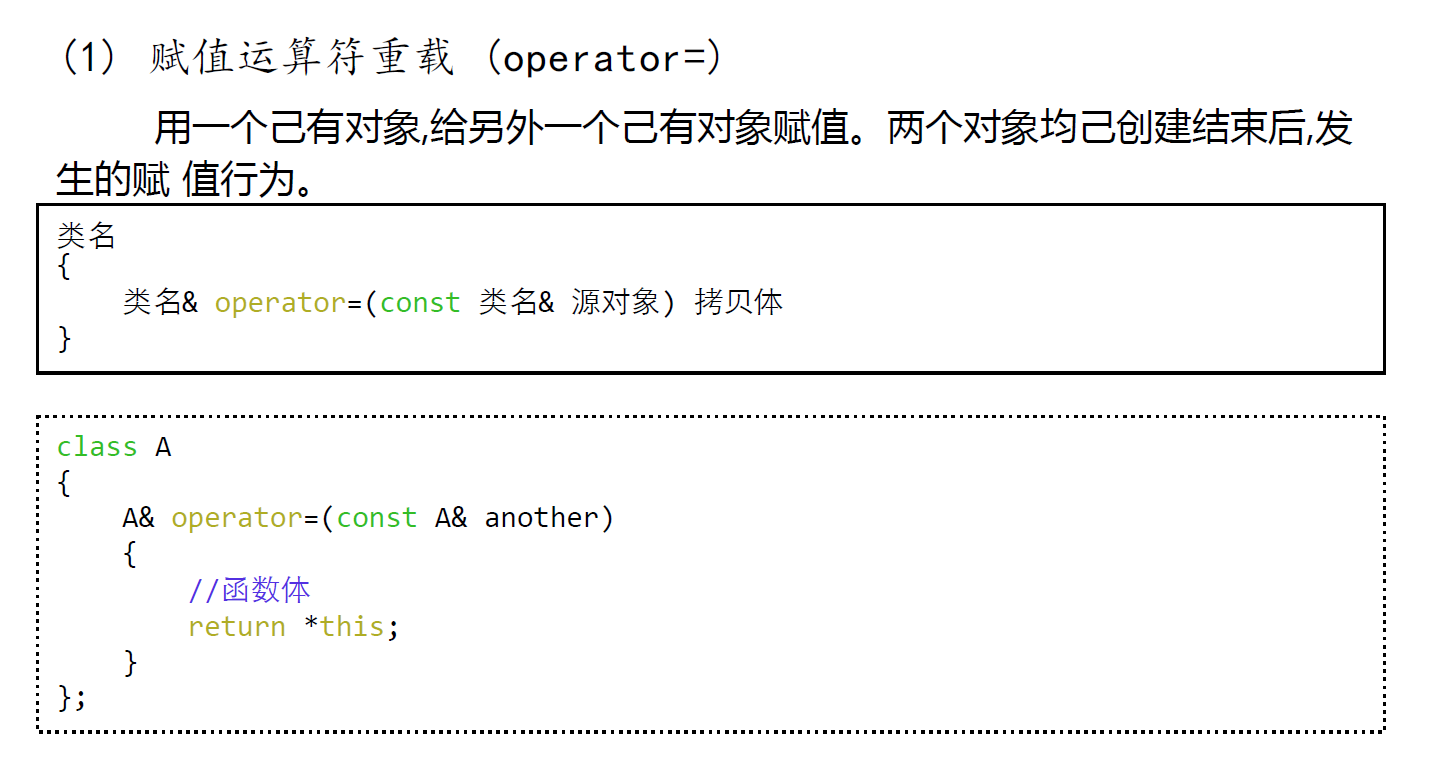 (1) 赋值运算符重载 (operator=)
用一个己有对象,给另外一个己有对象赋值。两个对象均己创建结束后,发
生的赋 值行为。
类名
{
    类名& operator=(const 类名& 源对象) 拷贝体
}
class A
{
    A& operator=(const A& another)
    {
        //函数体
        return *this;
    }
};